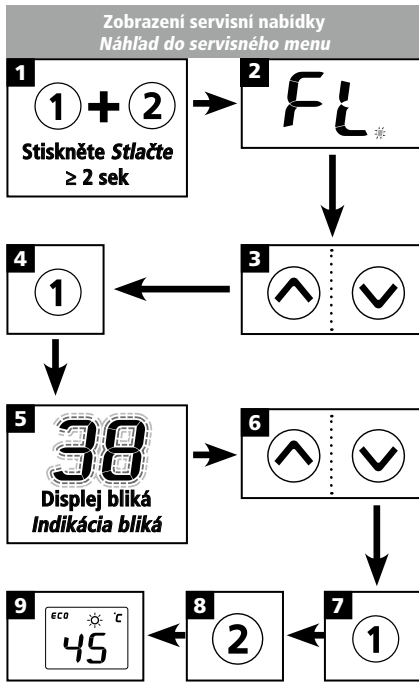 Zobrazení servisní nabídky
Náhľad do servisného menu
1
1 + 2
Stiskněte Stlačte
≥ 2 sek
2
FL
3
4
1
5
38
Displej bliká
Indikácia bliká
6
7
1
8
2
9
eco °C
45